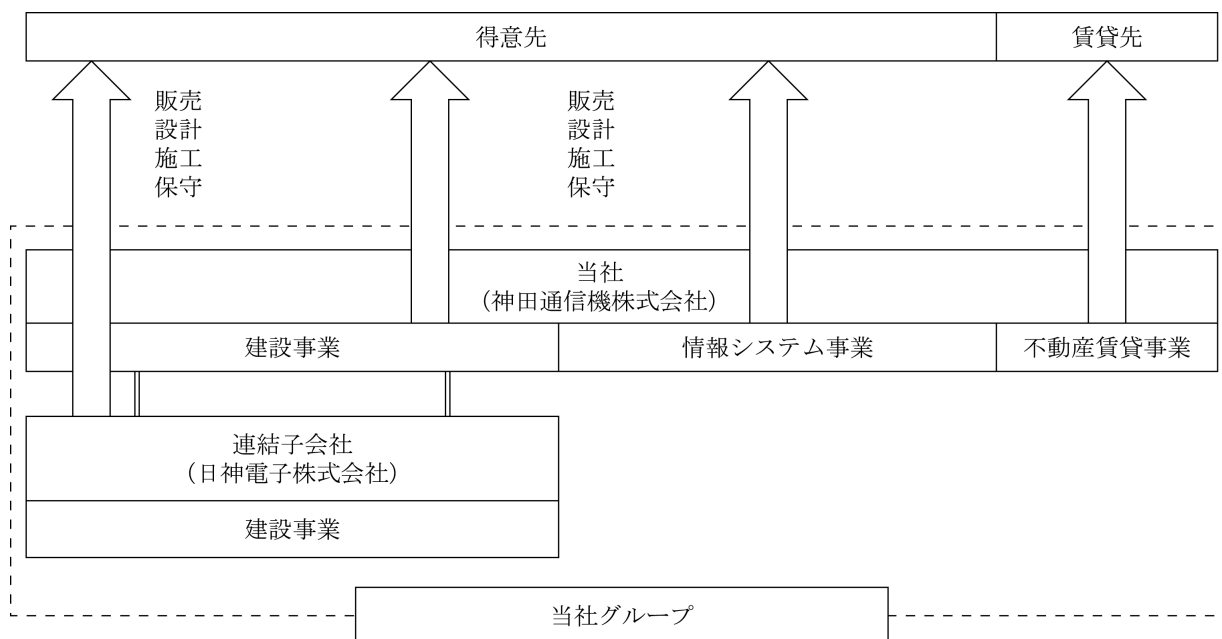 得意先
賃貸先
販売
設計
施工
保守
販売
設計
施工
保守
当社
（神田通信機株式会社）
建設事業
情報システム事業
不動産賃貸事業
連結子会社
（日神電子株式会社）
建設事業
当社グループ